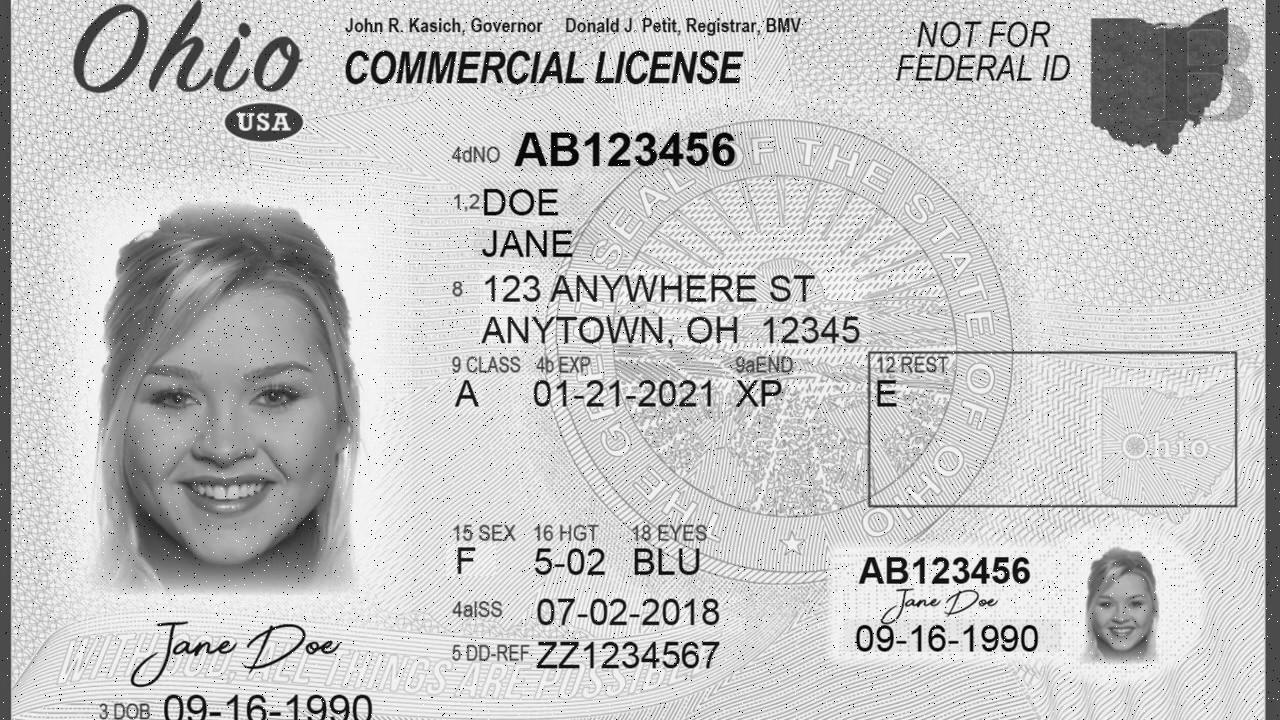 Ohio
USA
John R. Kasich, Governor Donald J. Petit, Registrar, BMV
COMMERCIAL LICENSE
NOT FOR
FEDERAL ID
B
4dNO AB123456
1,2 DOE
JANE
8 123 ANYWHERE ST
ANYTOWN, OH 12345
9 CLASS 4b EXP 9aEND 12 REST
A 01-21-2021 XP E
Ohio
THE GREAT SEAL OF THE STATE OF OHIO
15 SEX 16 HGT 18 EYES
F 5-02 BLU
4aISS 07-02-2018
5 DD-REF ZZ1234567
AB123456
Jane Doe
09-16-1990
Jane Doe
WITH GOD, ALL THINGS ARE POSSIBLE
3 DOB 09-16-1990